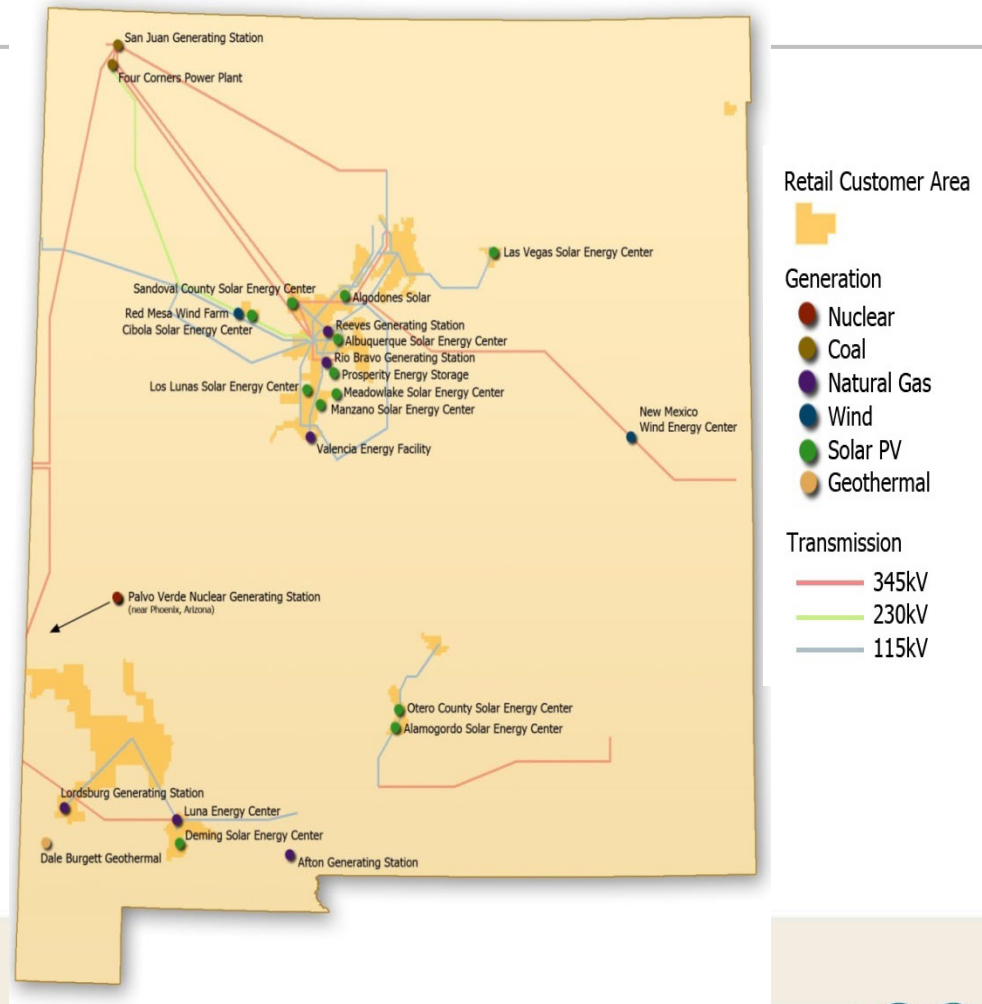 San Juan Generating Station
Four Corners Power Plant
Las Vegas Solar Energy Center
Sandoval County Solar Energy Center
Algodones Solar
Red Mesa Wind Farm
Cibola Solar Energy Center
Reeves Generating Station
Albuquerque Solar Energy Center
Rio Bravo Generating Station
Prosperity Energy Storage
Los Lunas Solar Energy Center
Meadowlake Solar Energy Center
Manzano Solar Energy Center
New Mexico
Wind Energy Center
Valencia Energy Facility
Palvo Verde Nuclear Generating Station
(near Phoenix, Arizona)
Otero County Solar Energy Center
Alamogordo Solar Energy Center
Lordsburg Generating Station
Luna Energy Center
Deming Solar Energy Center
Dale Burgett Geothermal
Afton Generating Station
Retail Customer Area
Generation
Nuclear
Coal
Natural Gas
Wind
Solar PV
Geothermal
Transmission
345kV
230kV
115kV